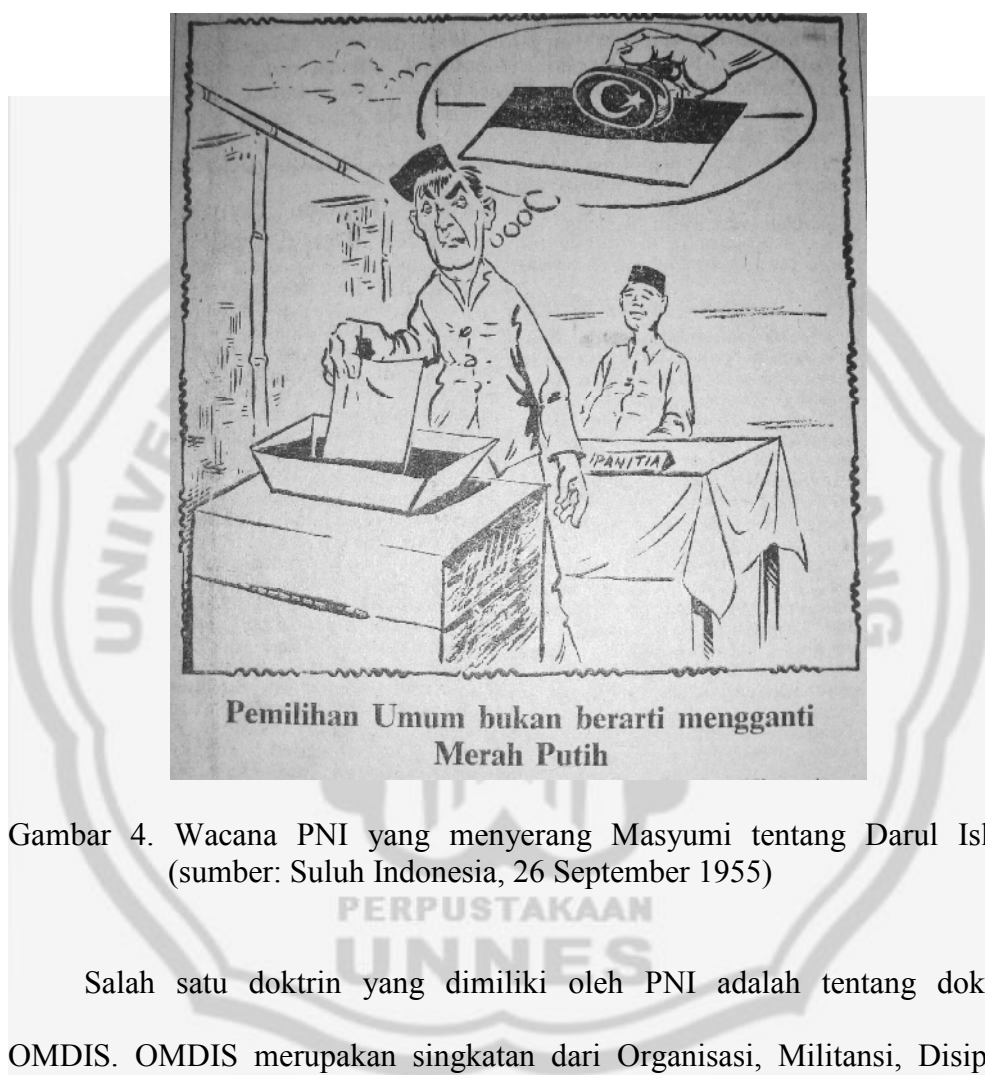 PANITIA
Pemilihan Umum bukan berarti mengganti
Merah Putih
Gambar 4. Wacana PNI yang menyerang Masyumi tentang Darul Isl
(sumber: Suluh Indonesia, 26 September 1955)
PERPUSTAKAAN
UNNES
Salah satu doktrin yang dimiliki oleh PNI adalah tentang dok
OMDIS. OMDIS merupakan singkatan dari Organisasi, Militansi, Disip